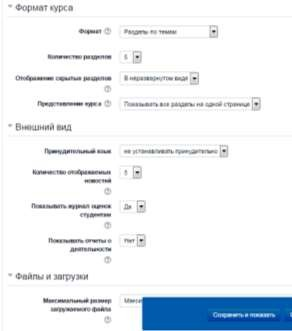 Формат курса
Формат
Разделы по темам
Количество разделов
5
Отображение скрытых разделов
В неразвернутом виде
Представление курса
Показывать все разделы на одной странице
Внешний вид
Принудительный язык
не устанавливать принудительно
Количество отображаемых
новостей
5
Показывать журнал оценок
студентам
Да
Показывать отчеты о
деятельности
Нет
Файлы и загрузки
Максимальный размер
загружаемого файла
Сохранить и показать